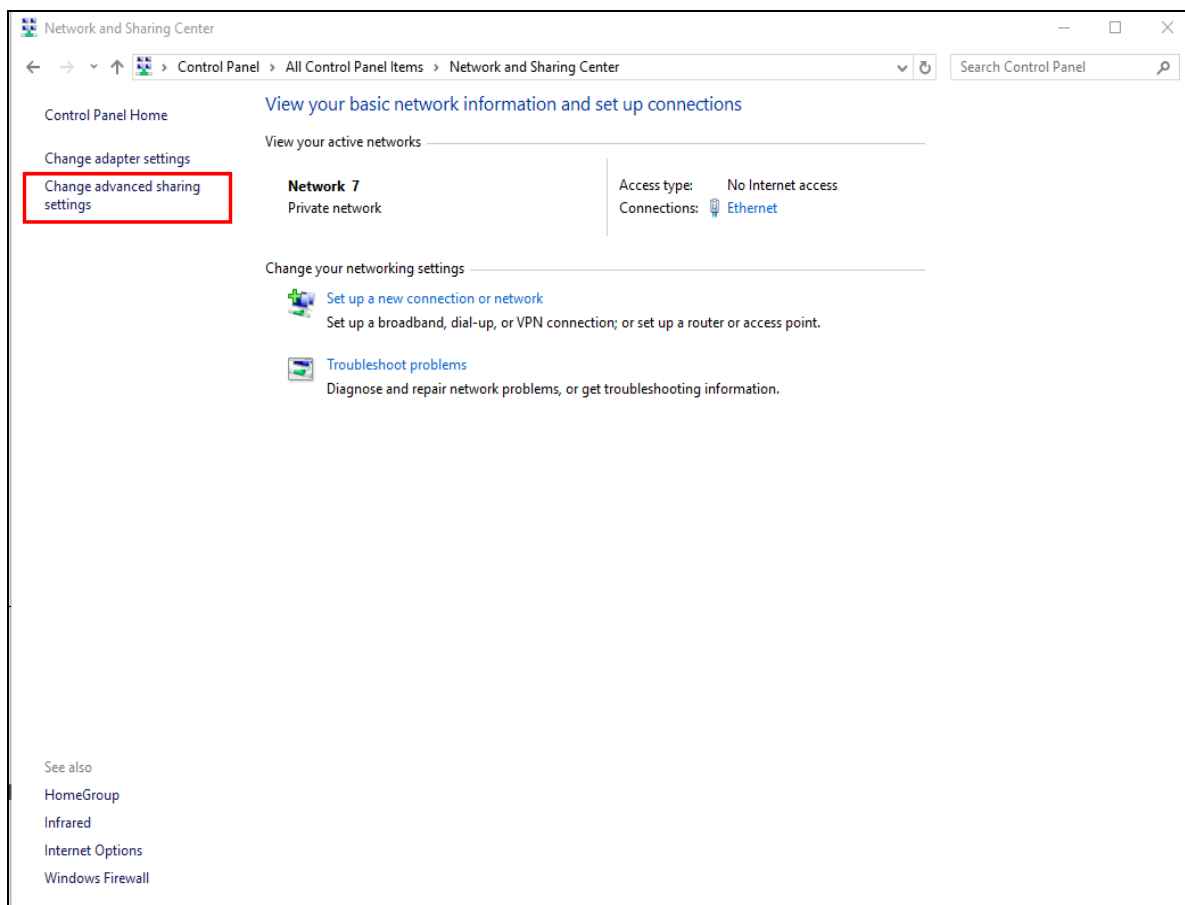 Network and Sharing Center
Control Panel > All Control Panel Items > Network and Sharing Center
Search Control Panel
Control Panel Home
Change adapter settings
Change advanced sharing
settings
View your basic network information and set up connections
View your active networks
Network 7
Private network
Access type: No Internet access
Connections: Ethernet
Change your networking settings
Set up a new connection or network
Set up a broadband, dial-up, or VPN connection; or set up a router or access point.
Troubleshoot problems
Diagnose and repair network problems, or get troubleshooting information.
See also
HomeGroup
Infrared
Internet Options
Windows Firewall